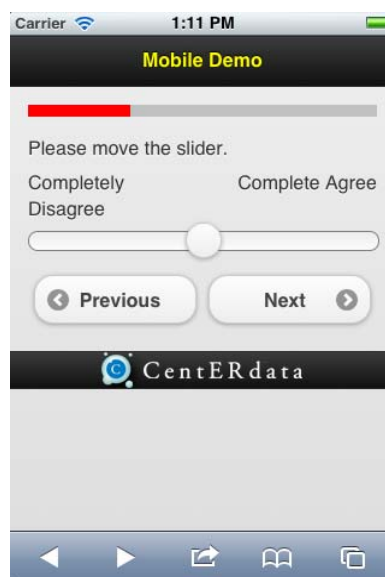 Carrier 1:11 PM
Mobile Demo
Please move the slider.
Completely Disagree
Complete Agree
Previous
Next
C
CentERdata